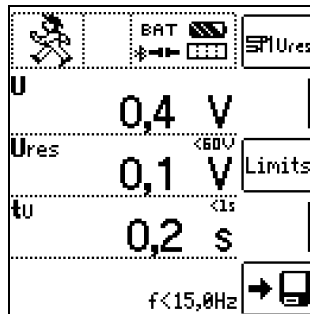 BAT
Ures
U
0,4 V
Ures
<60V
0,1 V
Limits
tU
<1s
0,2 s
f<15,0Hz